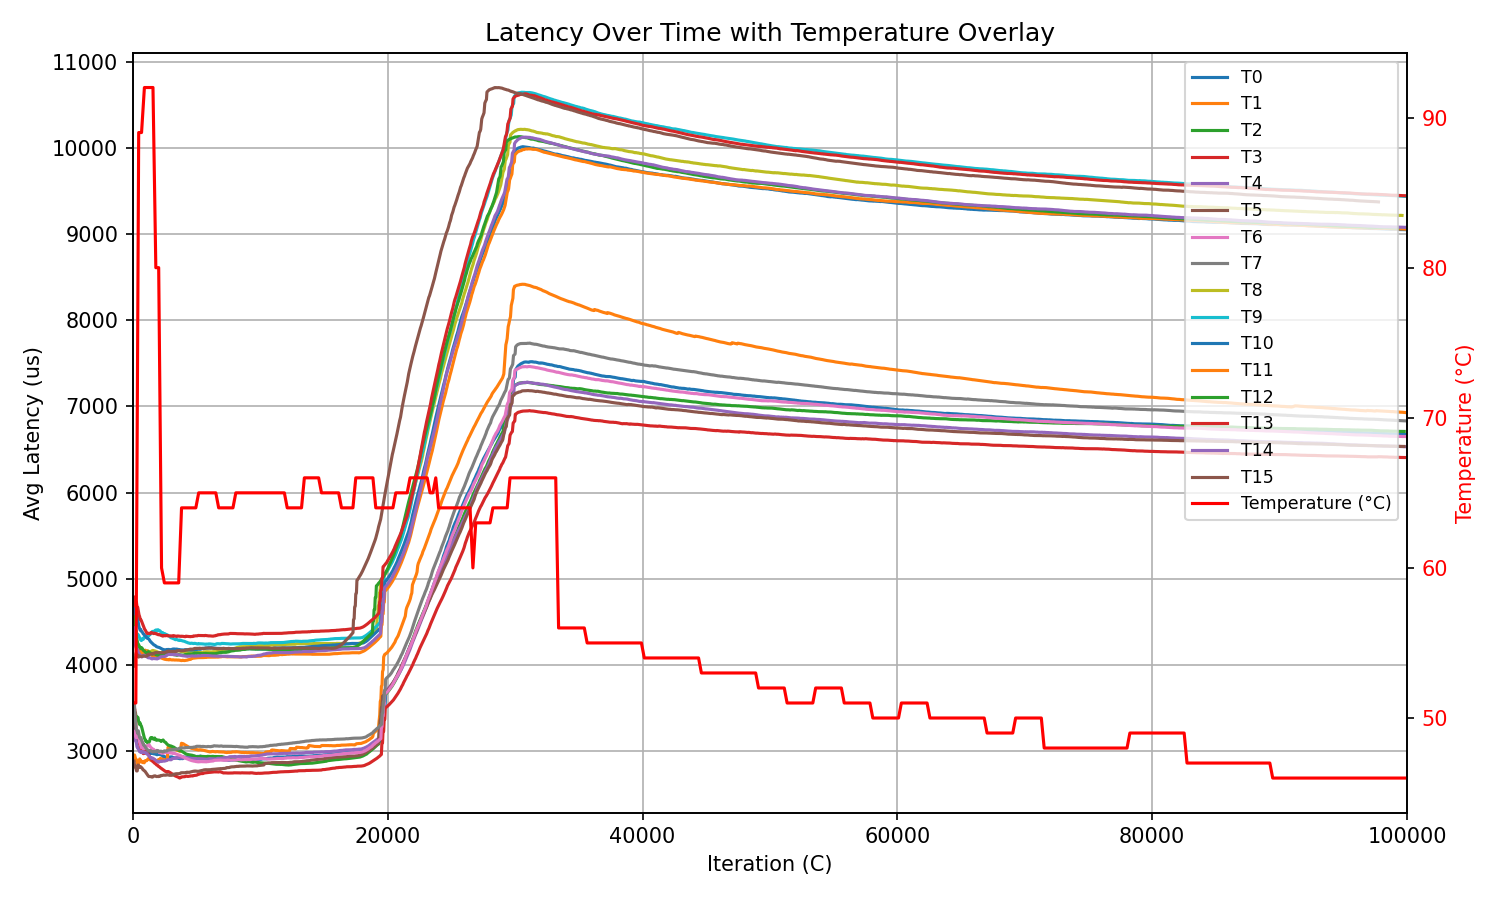 Latency Over Time with Temperature Overlay
Avg Latency (us)
11000
10000
9000
8000
7000
6000
5000
4000
3000
0
20000
40000
60000
80000
100000
Iteration (C)
90
80
70
60
50
Temperature (°C)
T0
T1
T2
T3
T4
T5
T6
T7
T8
T9
T10
T11
T12
T13
T14
T15
Temperature (°C)